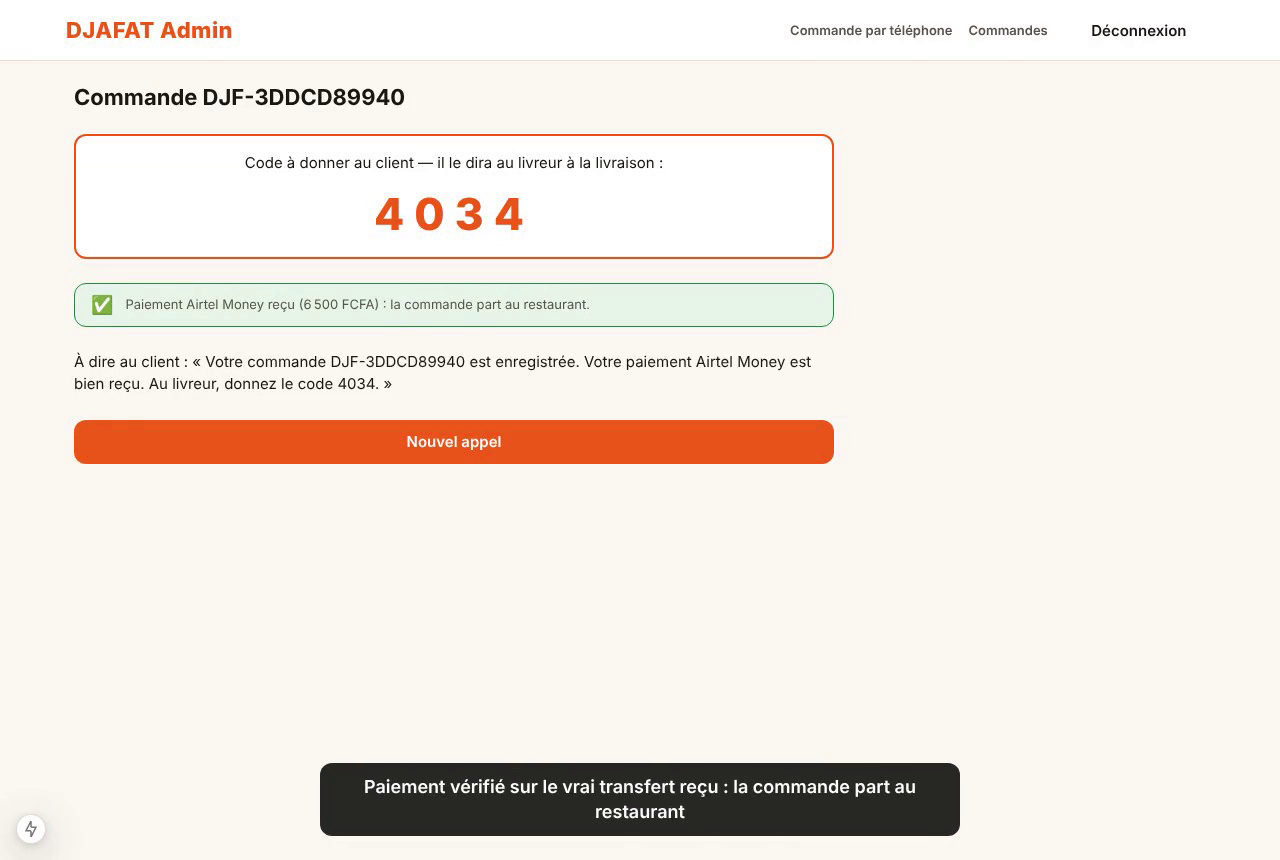 DJAFAT Admin
Commande par téléphone
Commandes
Déconnexion
Commande DJF-3DDCD89940
Code à donner au client — il le dira au livreur à la livraison :
4034
✅ Paiement Airtel Money reçu (6 500 FCFA) : la commande part au restaurant.
À dire au client : « Votre commande DJF-3DDCD89940 est enregistrée. Votre paiement Airtel Money est
bien reçu. Au livreur, donnez le code 4034. »
Nouvel appel
Paiement vérifié sur le vrai transfert reçu : la commande part au
restaurant